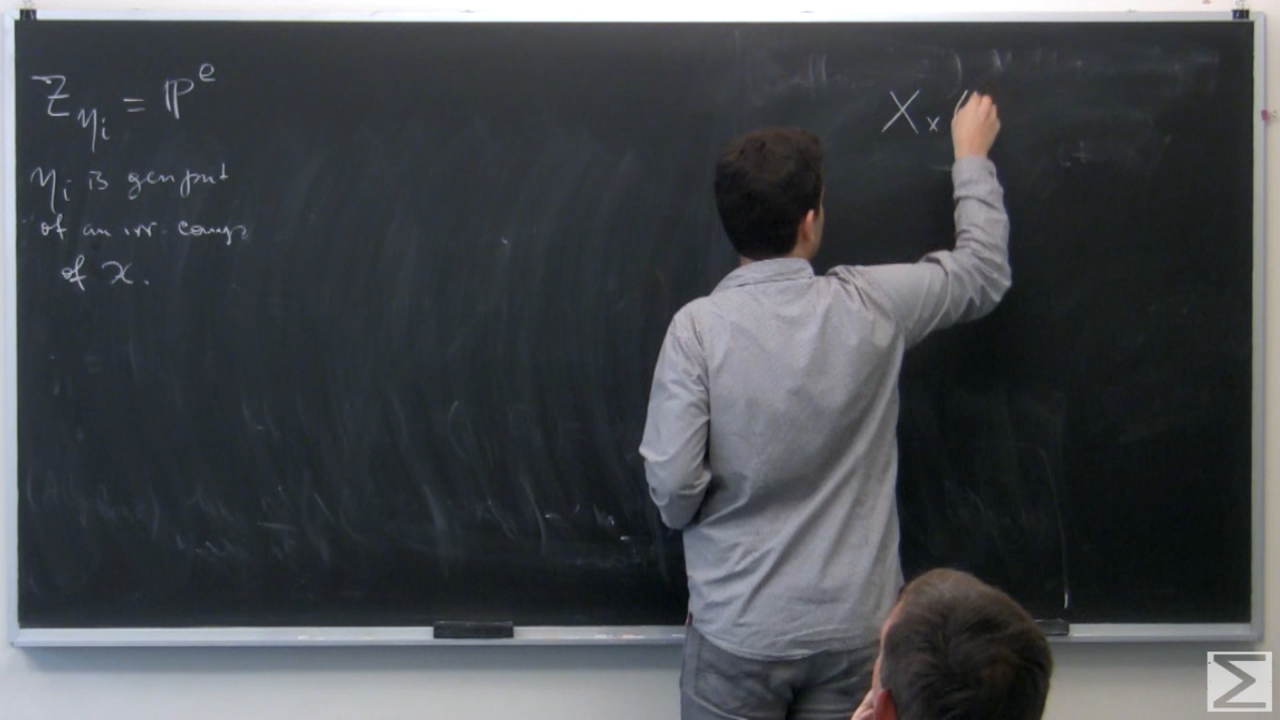 Z_{η_i} = ℙ^e
η_i is gen pnt
of an irr. comp.
of X.
X_x
Σ